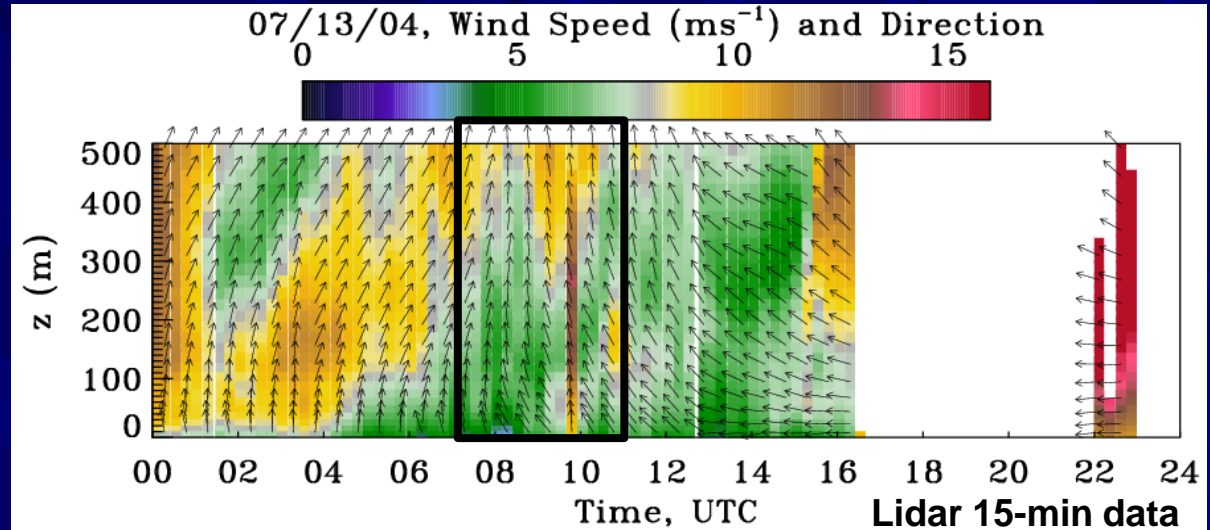 07/13/04, Wind Speed (ms⁻¹) and Direction
0 5 10 15
500
400
300
200
100
0
z (m)
00 02 04 06 08 10 12 14 16 18 20 22 24
Time, UTC
Lidar 15-min data